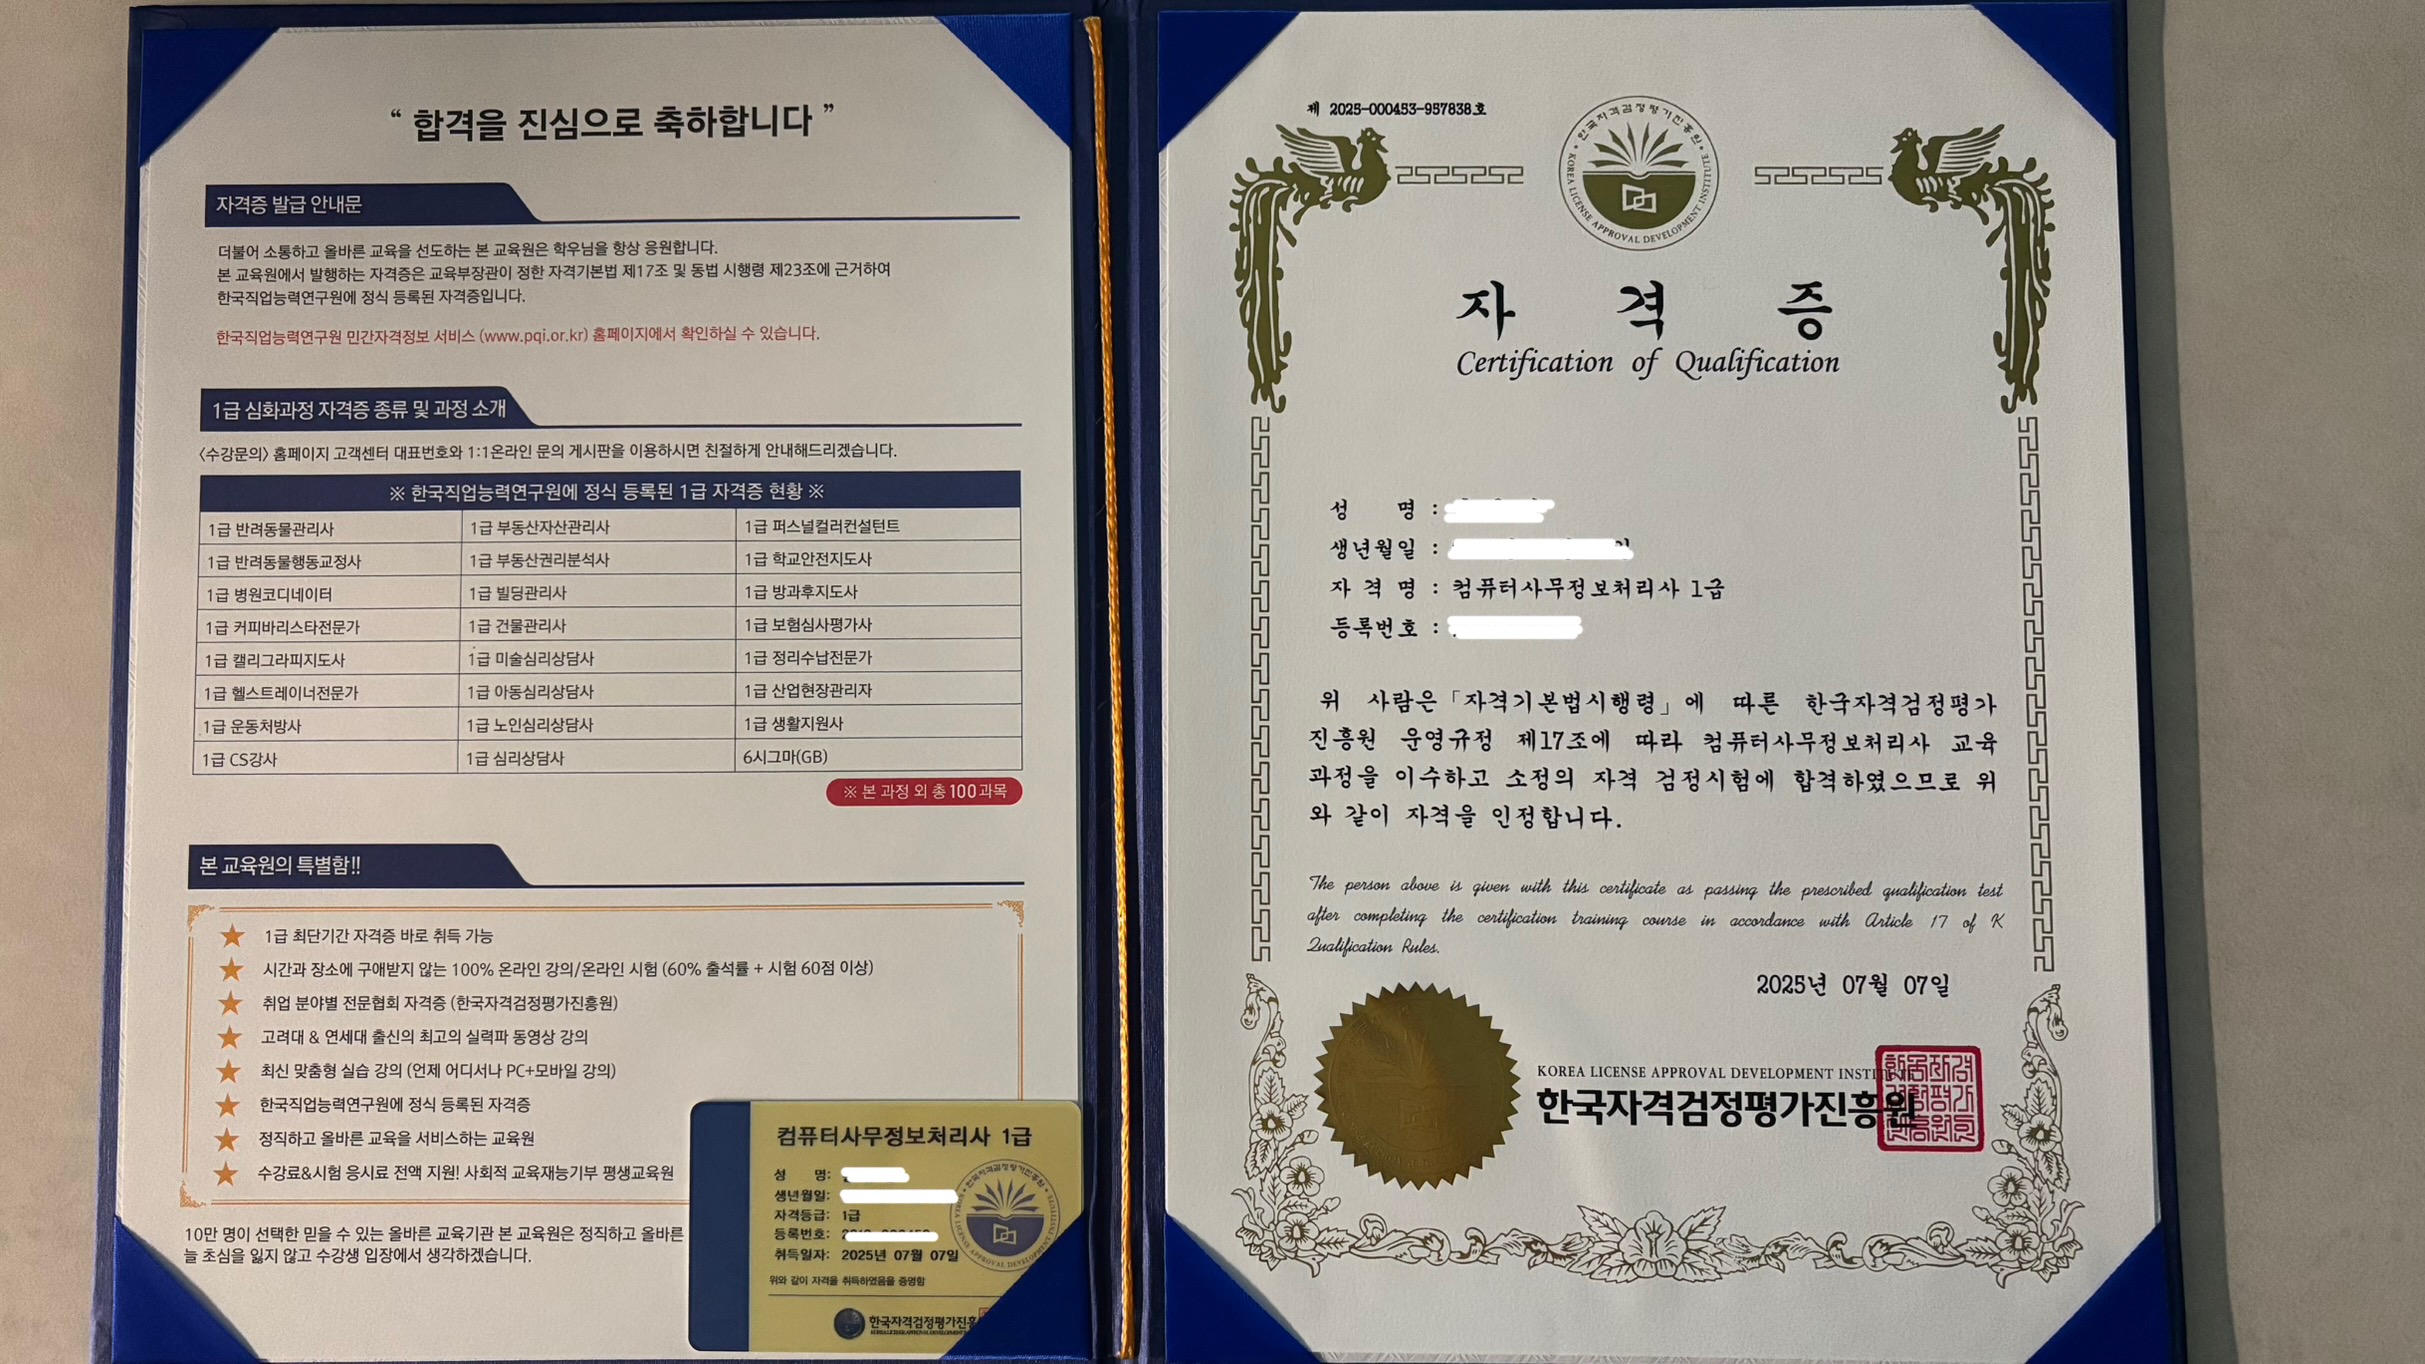 “ 합격을 진심으로 축하합니다 ”
자격증 발급 안내문
더불어 소통하고 올바른 교육을 선도하는 본 교육원은 학우님을 항상 응원합니다.
본 교육원에서 발행하는 자격증은 교육부장관이 정한 자격기본법 제17조 및 동법 시행령 제23조에 근거하여
한국직업능력연구원에 정식 등록된 자격증입니다.
한국직업능력연구원 민간자격정보 서비스 (www.pqi.or.kr) 홈페이지에서 확인하실 수 있습니다.
1급 심화과정 자격증 종류 및 과정 소개
<수강문의> 홈페이지 고객센터 대표번호와 1:1온라인 문의 게시판을 이용하시면 친절하게 안내해드리겠습니다.
※ 한국직업능력연구원에 정식 등록된 1급 자격증 현황 ※
1급 반려동물관리사 1급 부동산자산관리사 1급 퍼스널컬러컨설턴트
1급 반려동물행동교정사 1급 부동산권리분석사 1급 학교안전지도사
1급 병원코디네이터 1급 빌딩관리사 1급 방과후지도사
1급 커피바리스타전문가 1급 건물관리사 1급 보험심사평가사
1급 캘리그라피지도사 1급 미술심리상담사 1급 정리수납전문가
1급 헬스트레이너전문가 1급 아동심리상담사 1급 산업현장관리자
1급 운동처방사 1급 노인심리상담사 1급 생활지원사
1급 CS강사 1급 심리상담사 6시그마(GB)
※ 본 과정 외 총 100과목
본 교육원의 특별함!!
1급 최단기간 자격증 바로 취득 가능
시간과 장소에 구애받지 않는 100% 온라인 강의/온라인 시험 (60% 출석률 + 시험 60점 이상)
취업 분야별 전문협회 자격증 (한국자격검정평가진흥원)
고려대 & 연세대 출신의 최고의 실력파 동영상 강의
최신 맞춤형 실습 강의 (언제 어디서나 PC+모바일 강의)
한국직업능력연구원에 정식 등록된 자격증
정직하고 올바른 교육을 서비스하는 교육원
수강료&시험 응시료 전액 지원! 사회적 교육재능기부 평생교육원
10만 명이 선택한 믿을 수 있는 올바른 교육기관 본 교육원은 정직하고 올바른
늘 초심을 잃지 않고 수강생 입장에서 생각하겠습니다.
컴퓨터사무정보처리사 1급
성 명:
생년월일:
자격등급: 1급
등록번호:
취득일자: 2025년 07월 07일
위와 같이 자격을 취득하였음을 증명함
한국자격검정평가진흥
제 2025-000453-957838호
한국자격검정평가진흥원
KOREA LICENSE APPROVAL DEVELOPMENT INSTITUTE
자 격 증
Certification of Qualification
성 명 :
생년월일 :
자 격 명 : 컴퓨터사무정보처리사 1급
등록번호 :
위 사람은 「자격기본법시행령」에 따른 한국자격검정평가
진흥원 운영규정 제17조에 따라 컴퓨터사무정보처리사 교육
과정을 이수하고 소정의 자격 검정시험에 합격하였으므로 위
와 같이 자격을 인정합니다.
The person above is given with this certificate as passing the prescribed qualification test
after completing the certification training course in accordance with Article 17 of K
Qualification Rules.
2025년 07월 07일
KOREA LICENSE APPROVAL DEVELOPMENT INSTITUTE
한국자격검정평가진흥원